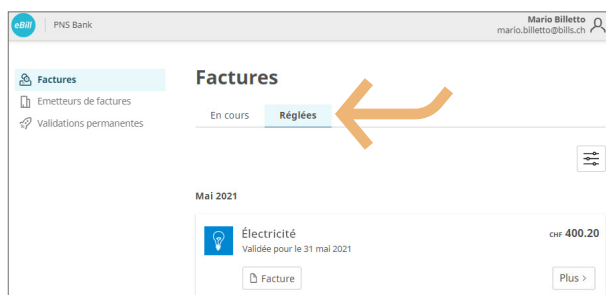 eBill PNS Bank
Mario Billetto
mario.billetto@bills.ch
Factures
Emetteurs de factures
Validations permanentes
Factures
En cours Réglées
Mai 2021
Électricité
CHF 400.20
Validée pour le 31 mai 2021
Facture
Plus >